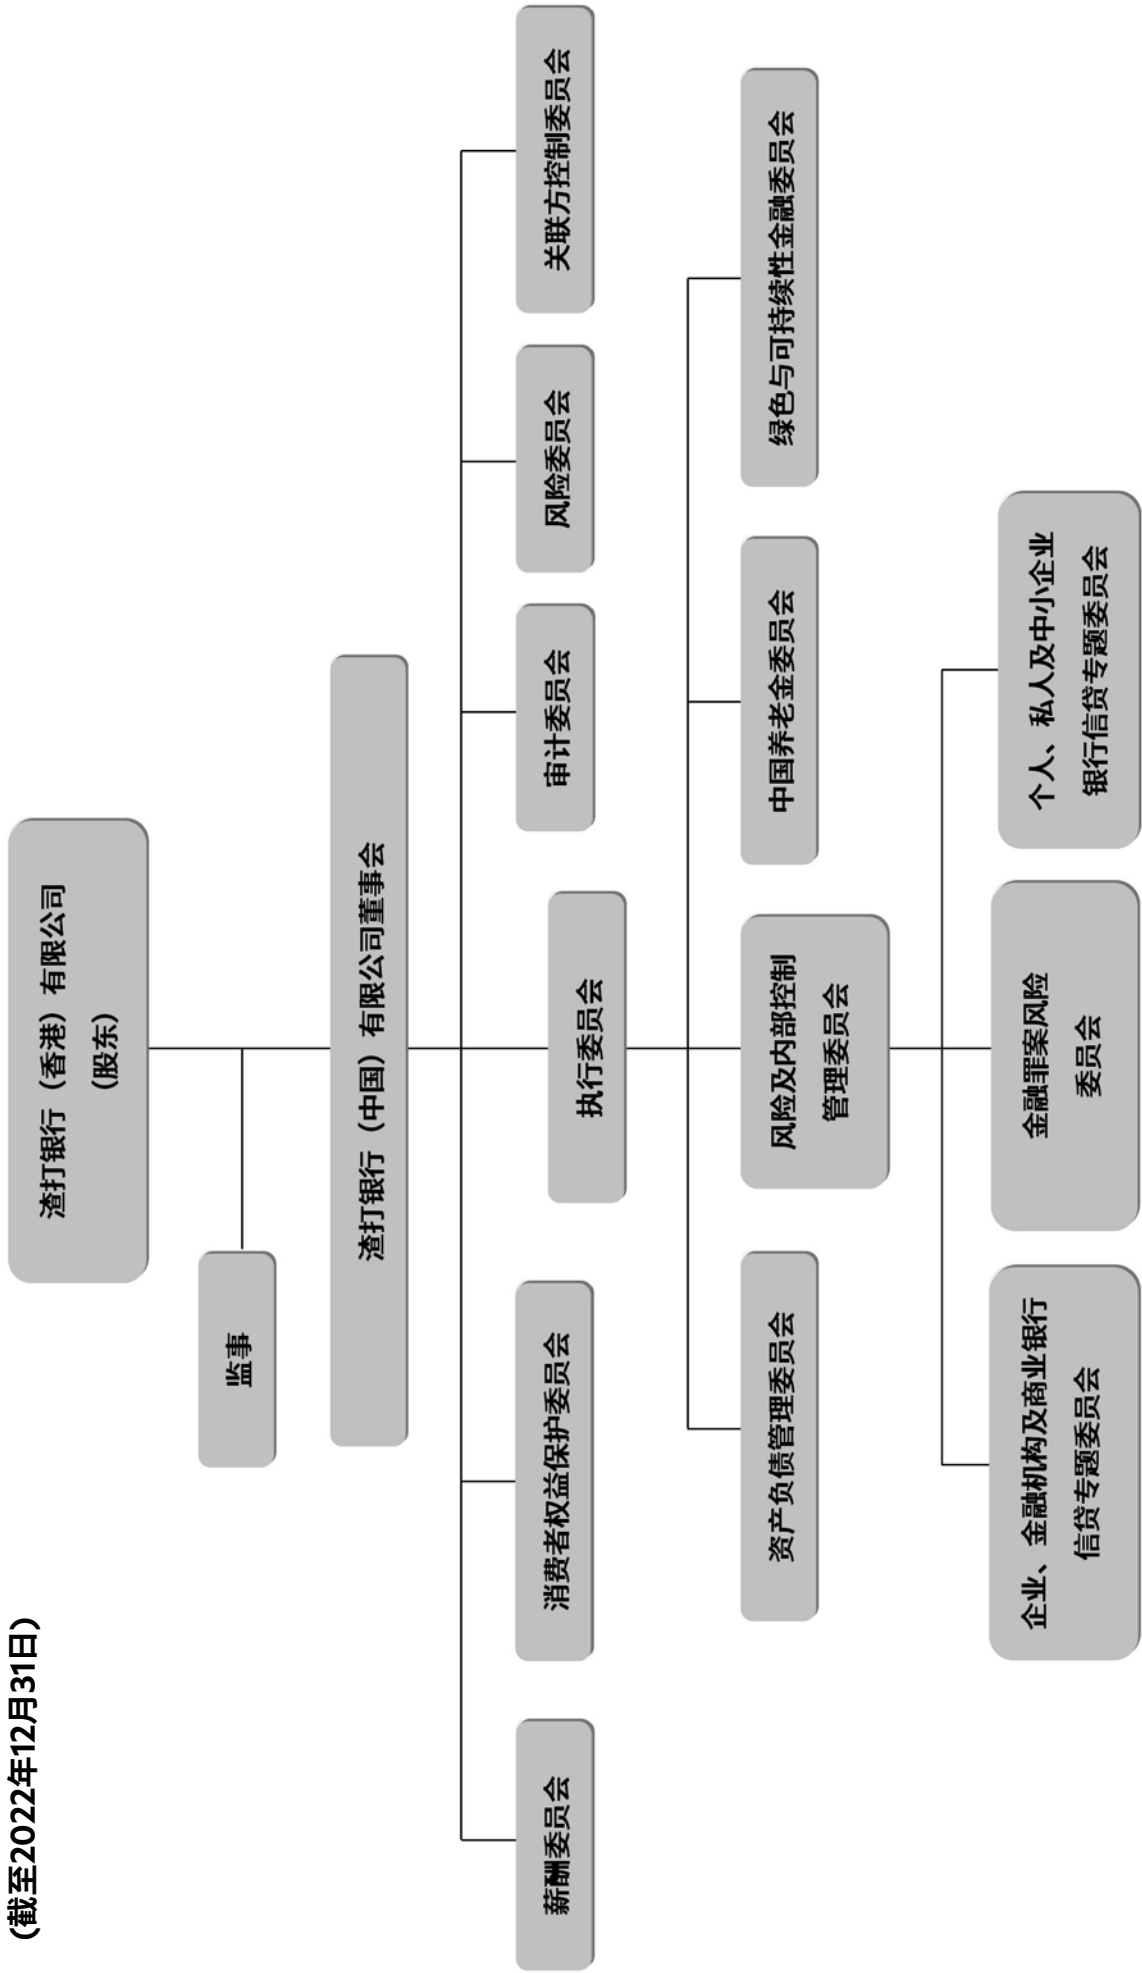 (截至2022年12月31日)
渣打银行（香港）有限公司
（股东）
监事
渣打银行（中国）有限公司董事会
薪酬委员会
消费者权益保护委员会
执行委员会
审计委员会
风险委员会
关联方控制委员会
资产负债管理委员会
风险及内部控制
管理委员会
中国养老金委员会
绿色与可持续性金融委员会
企业、金融机构及商业银行
信贷专题委员会
金融罪案风险
委员会
个人、私人及中小企业
银行信贷专题委员会